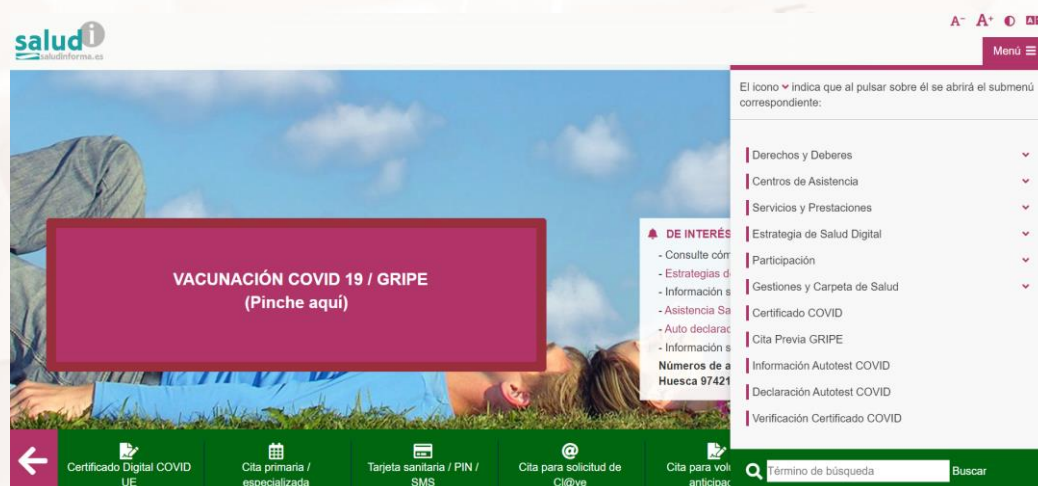 A- A+
Menú
salud i
saludinforma.es
El icono indica que al pulsar sobre él se abrirá el submenú
correspondiente:
Derechos y Deberes
Centros de Asistencia
Servicios y Prestaciones
Estrategia de Salud Digital
Participación
Gestiones y Carpeta de Salud
Certificado COVID
Cita Previa GRIPE
Información Autotest COVID
Declaración Autotest COVID
Verificación Certificado COVID
Término de búsqueda
Buscar
VACUNACIÓN COVID 19 / GRIPE
(Pinche aquí)
DE INTERÉS
- Consulte cóm
- Estrategias d
- Información s
- Asistencia Sa
- Auto declarac
- Información s
Números de a
Huesca 97421
Certificado Digital COVID
UE
Cita primaria /
especializada
Tarjeta sanitaria / PIN /
SMS
Cita para solicitud de
Cl@ve
Cita para volu
anticipad